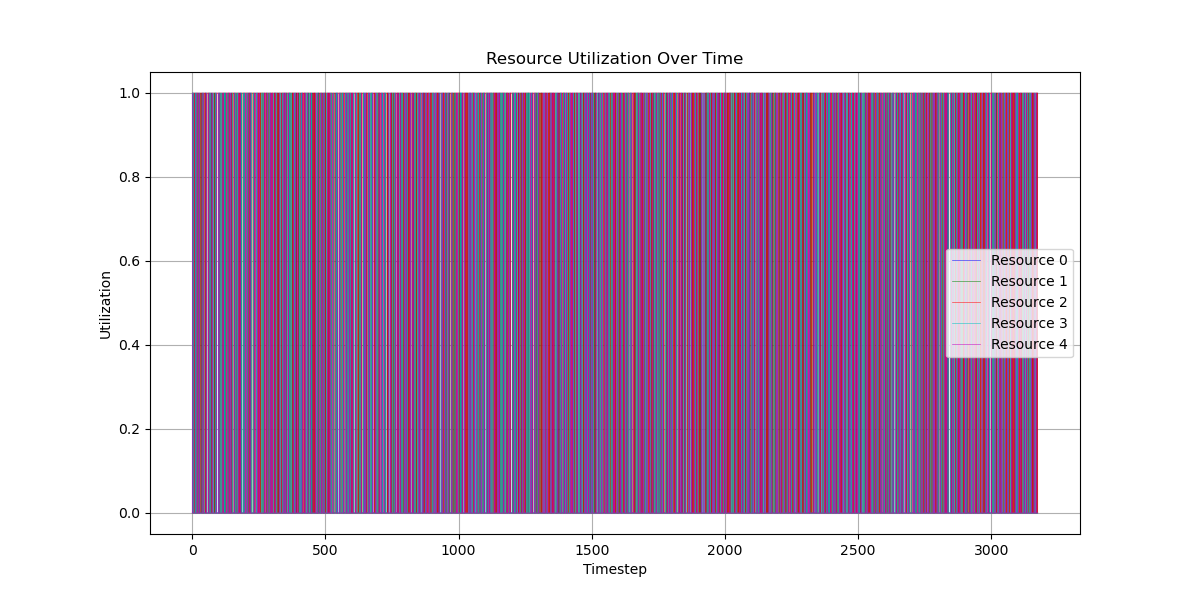 Resource Utilization Over Time
1.0
0.8
0.6
0.4
0.2
0.0
Utilization
Resource 0
Resource 1
Resource 2
Resource 3
Resource 4
0 500 1000 1500 2000 2500 3000
Timestep